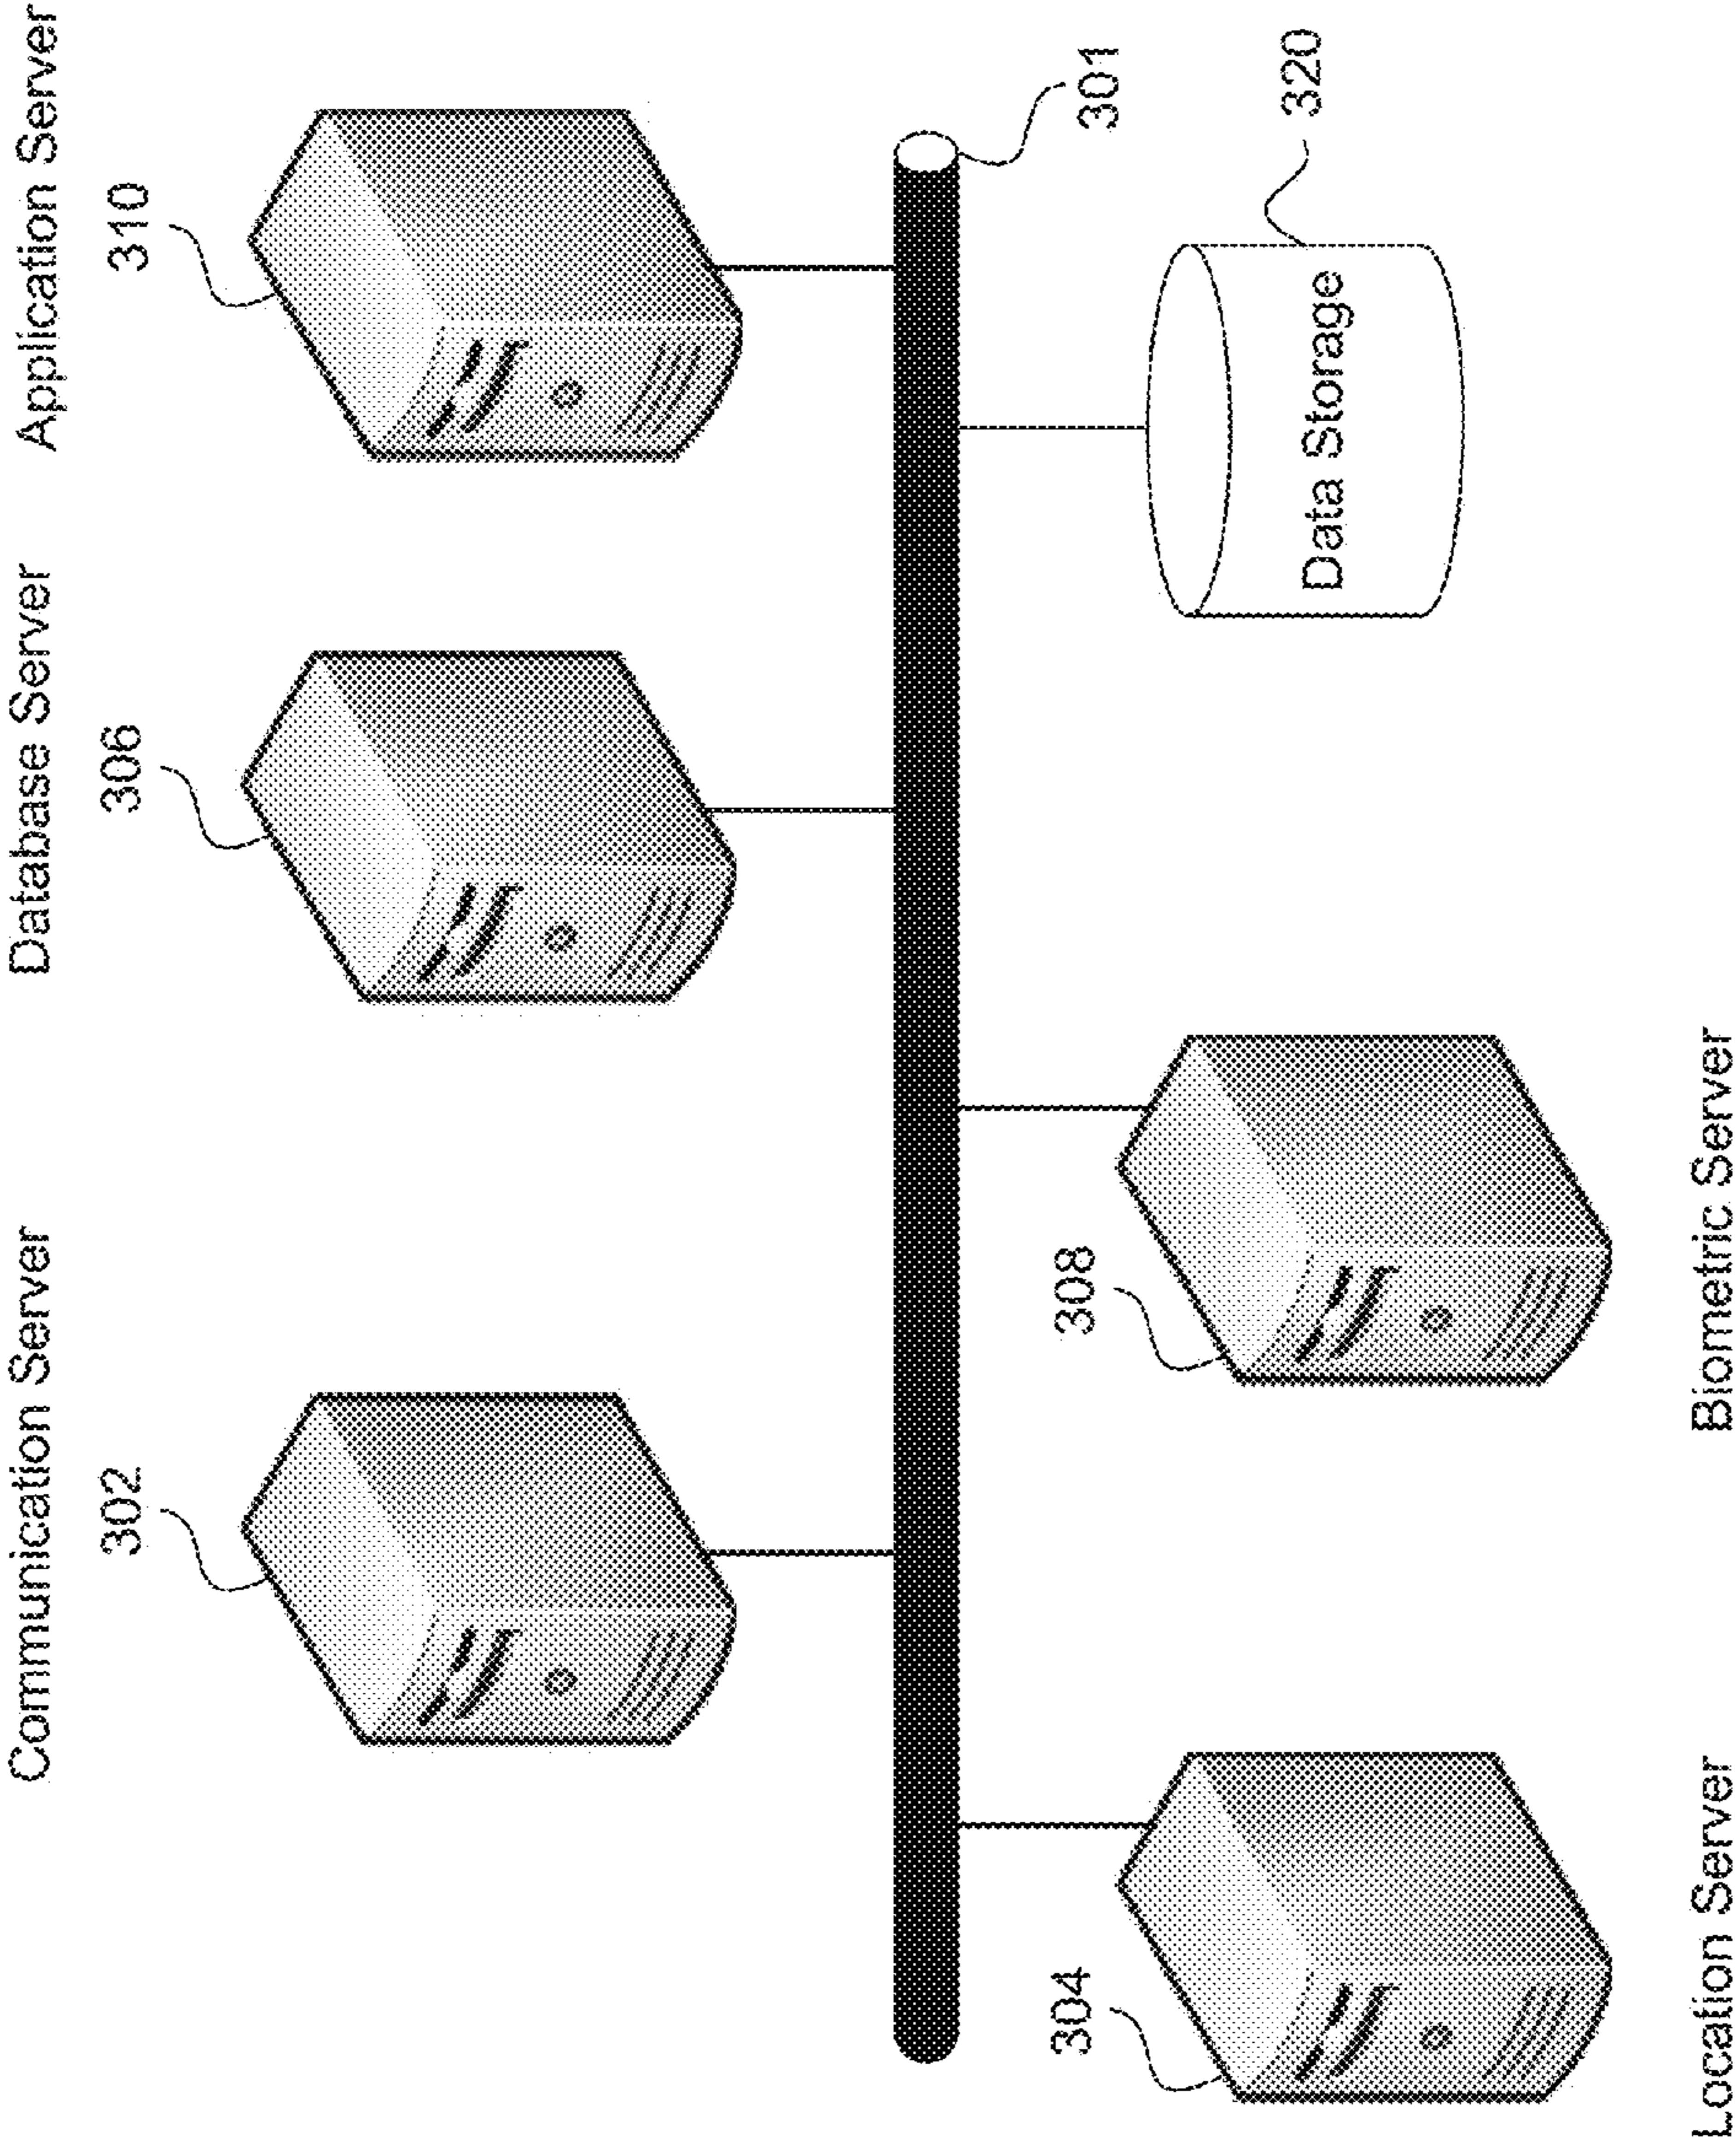 Communication Server
Database Server
Application Server
302
306
310
301
304
308
Data Storage
320
Location Server
Biometric Server